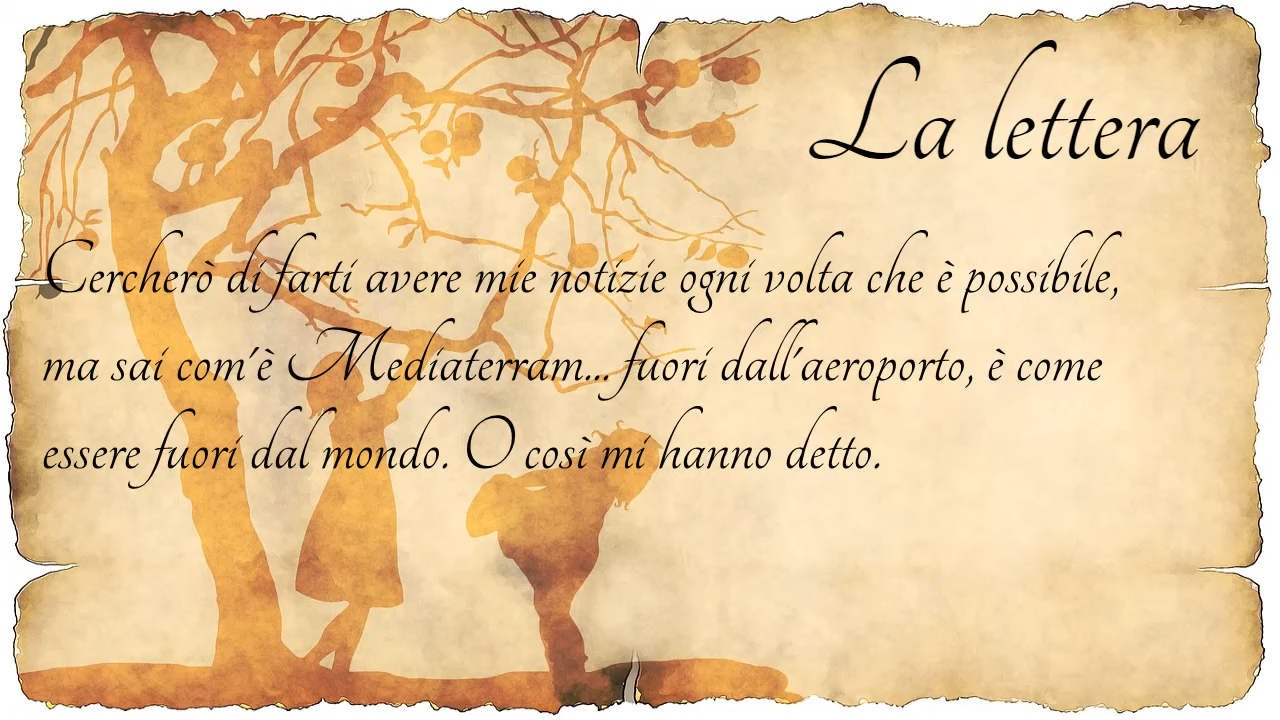 La lettera
Cercherò di farti avere mie notizie ogni volta che è possibile,
ma sai com'è Mediaterram... fuori dall'aeroporto, è come
essere fuori dal mondo. O così mi hanno detto.